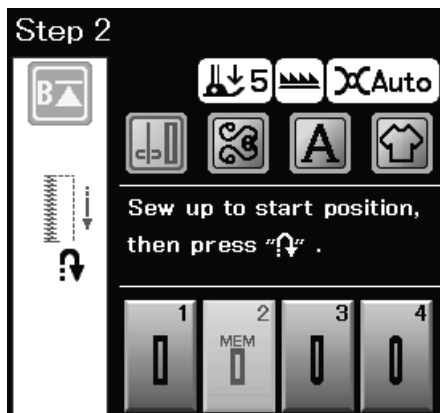 Step 2
B
5
Auto
A
Sew up to start position,
then press "↷" .
1
2
3
4
MEM